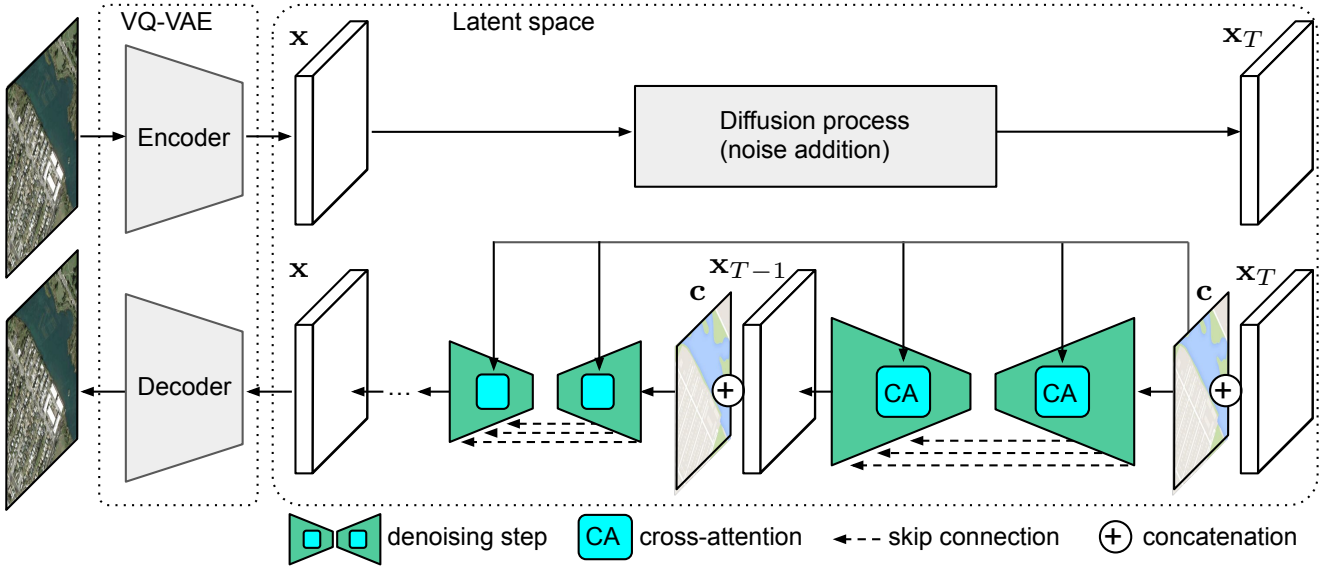 VQ-VAE
Latent space
x
x_T
Encoder
Diffusion process
(noise addition)
x
x_{T-1}
c
c
x_T
Decoder
...
CA
CA
+
+
denoising step
CA
cross-attention
skip connection
+
concatenation